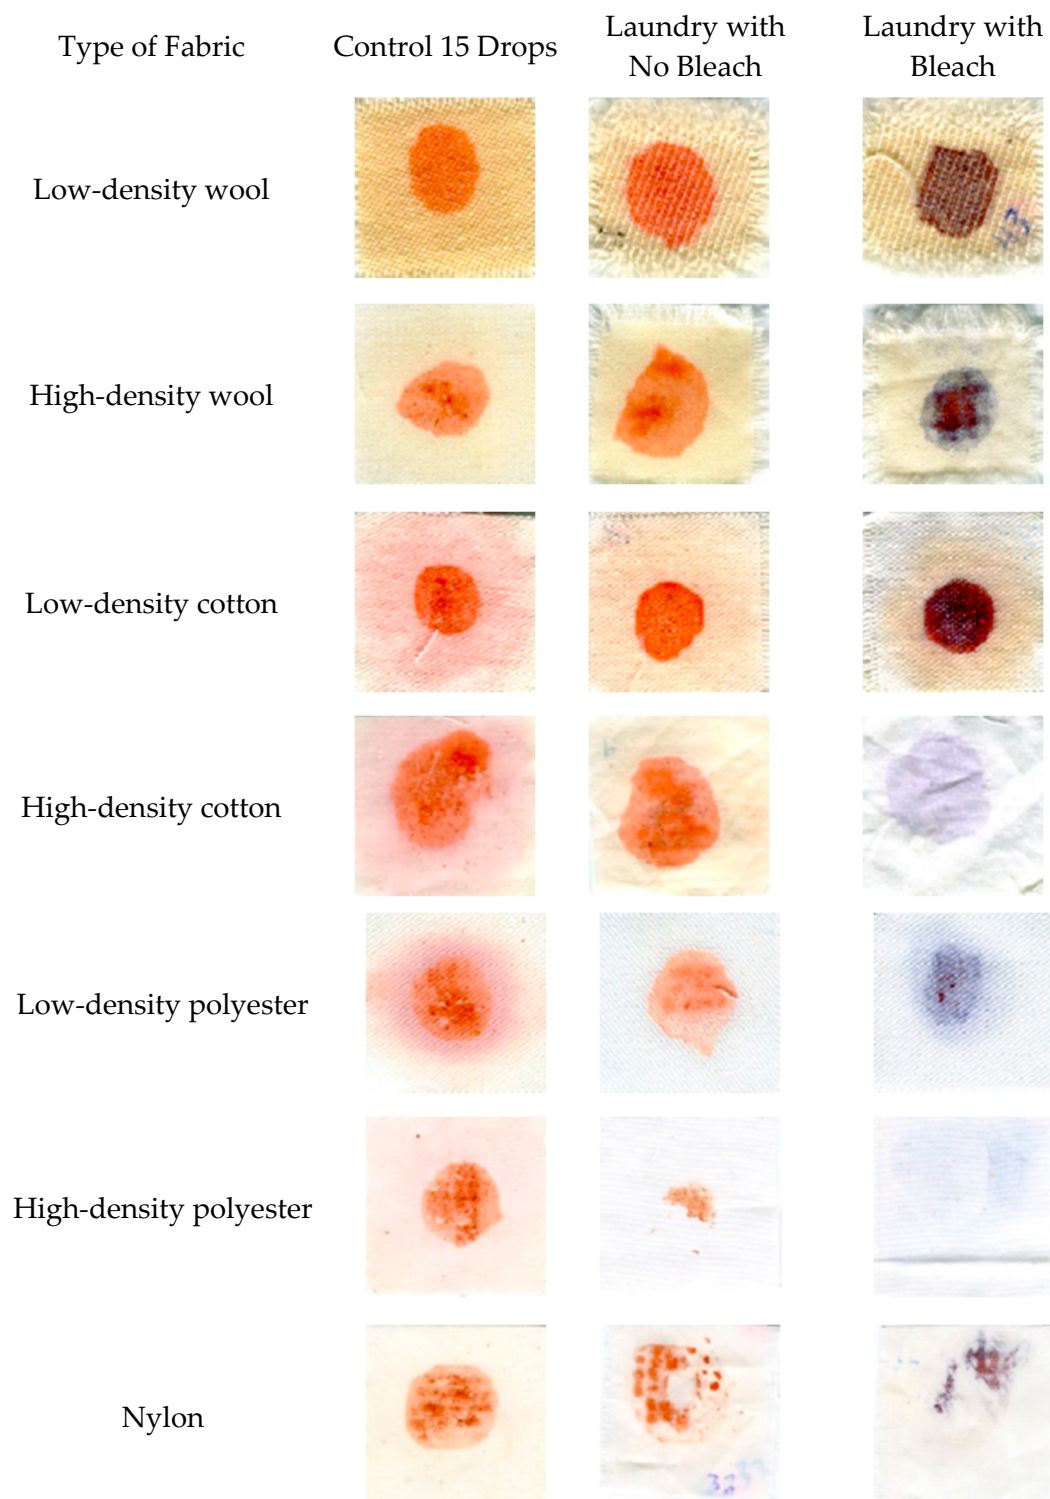 Type of Fabric
Control 15 Drops
Laundry with
No Bleach
Laundry with
Bleach
Low-density wool
43
High-density wool
Low-density cotton
High-density cotton
Low-density polyester
High-density polyester
Nylon